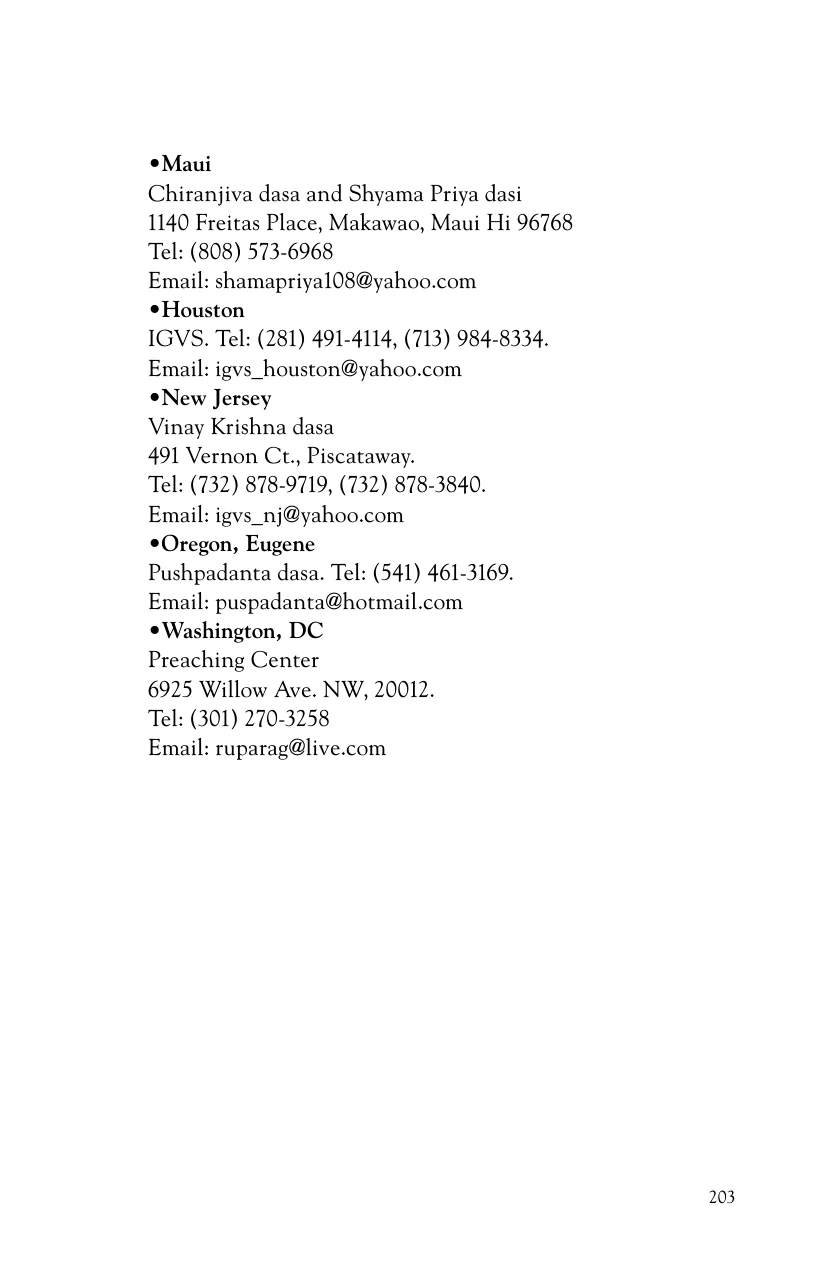 •Maui
Chiranjiva dasa and Shyama Priya dasi
1140 Freitas Place, Makawao, Maui Hi 96768
Tel: (808) 573-6968
Email: shamapriya108@yahoo.com
•Houston
IGVS. Tel: (281) 491-4114, (713) 984-8334.
Email: igvs_houston@yahoo.com
•New Jersey
Vinay Krishna dasa
491 Vernon Ct., Piscataway.
Tel: (732) 878-9719, (732) 878-3840.
Email: igvs_nj@yahoo.com
•Oregon, Eugene
Pushpadanta dasa. Tel: (541) 461-3169.
Email: puspadanta@hotmail.com
•Washington, DC
Preaching Center
6925 Willow Ave. NW, 20012.
Tel: (301) 270-3258
Email: ruparag@live.com
203